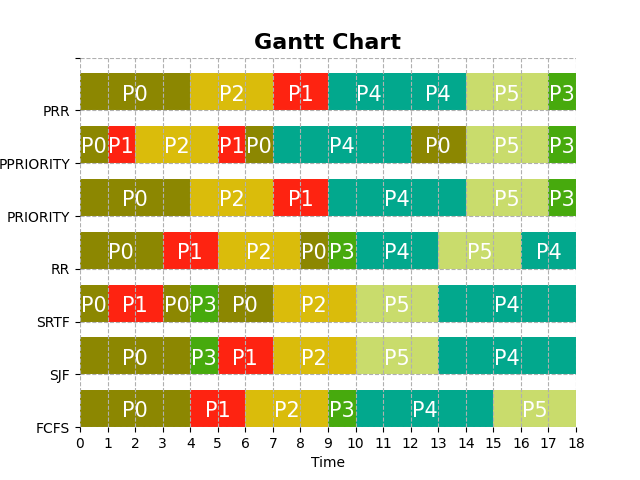 Gantt Chart
PRR P0 P2 P1 P4 P4 P5 P3
PPRIORITY P0 P1 P2 P1 P0 P4 P0 P5 P3
PRIORITY P0 P2 P1 P4 P5 P3
RR P0 P1 P2 P0 P3 P4 P5 P4
SRTF P0 P1 P0 P3 P0 P2 P5 P4
SJF P0 P3 P1 P2 P5 P4
FCFS P0 P1 P2 P3 P4 P5
0 1 2 3 4 5 6 7 8 9 10 11 12 13 14 15 16 17 18
Time